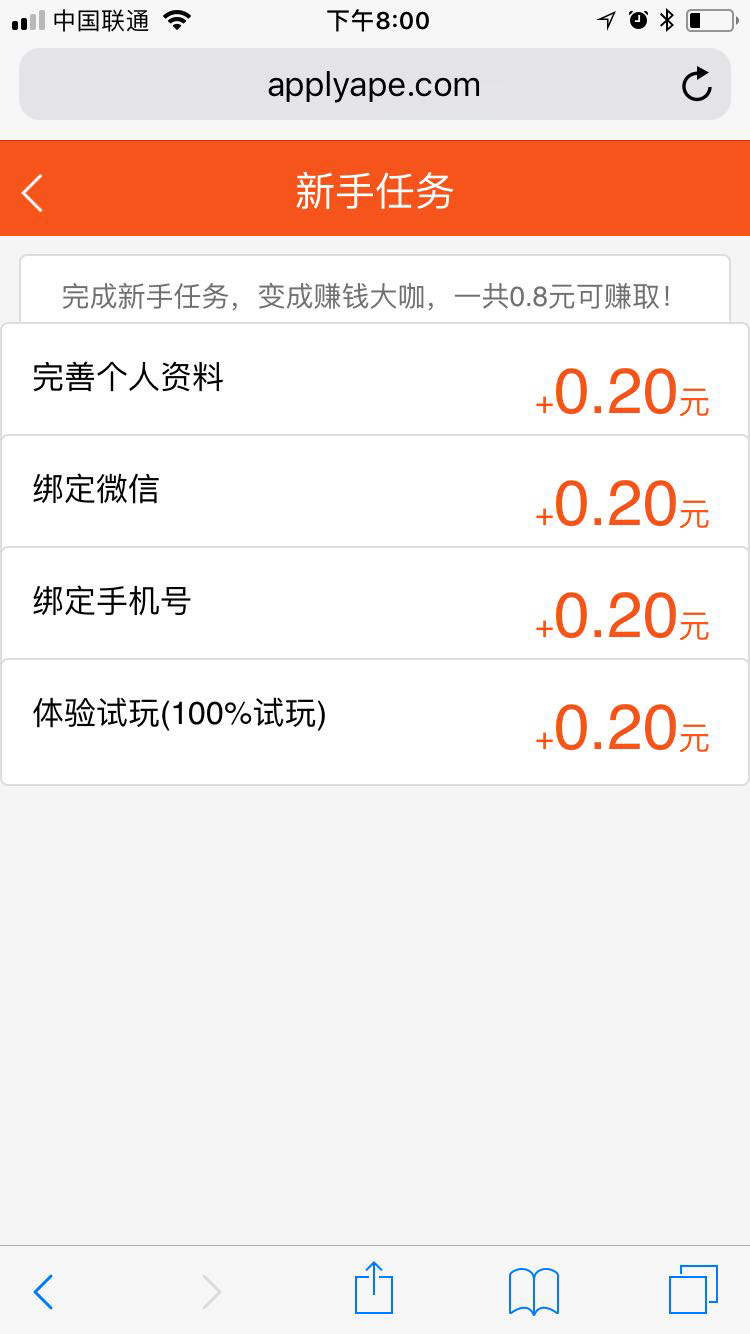 中国联通
下午8:00
applyape.com
新手任务
完成新手任务，变成赚钱大咖，一共0.8元可赚取！
完善个人资料
+0.20元
绑定微信
+0.20元
绑定手机号
+0.20元
体验试玩(100%试玩)
+0.20元